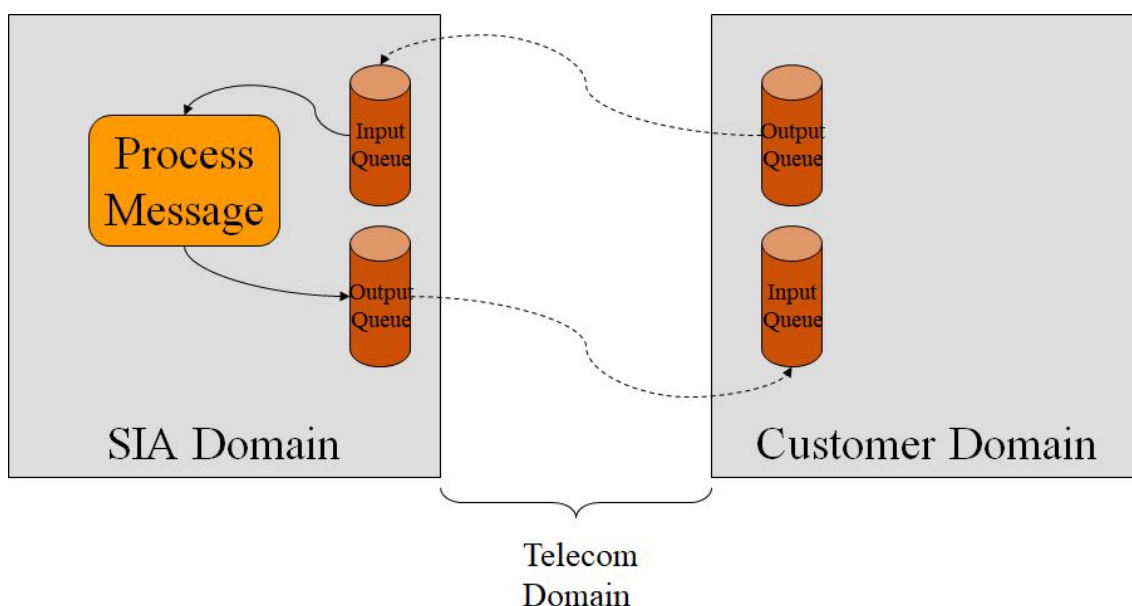 Process
Message
Input
Queue
Output
Queue
SIA Domain
Output
Queue
Input
Queue
Customer Domain
Telecom
Domain